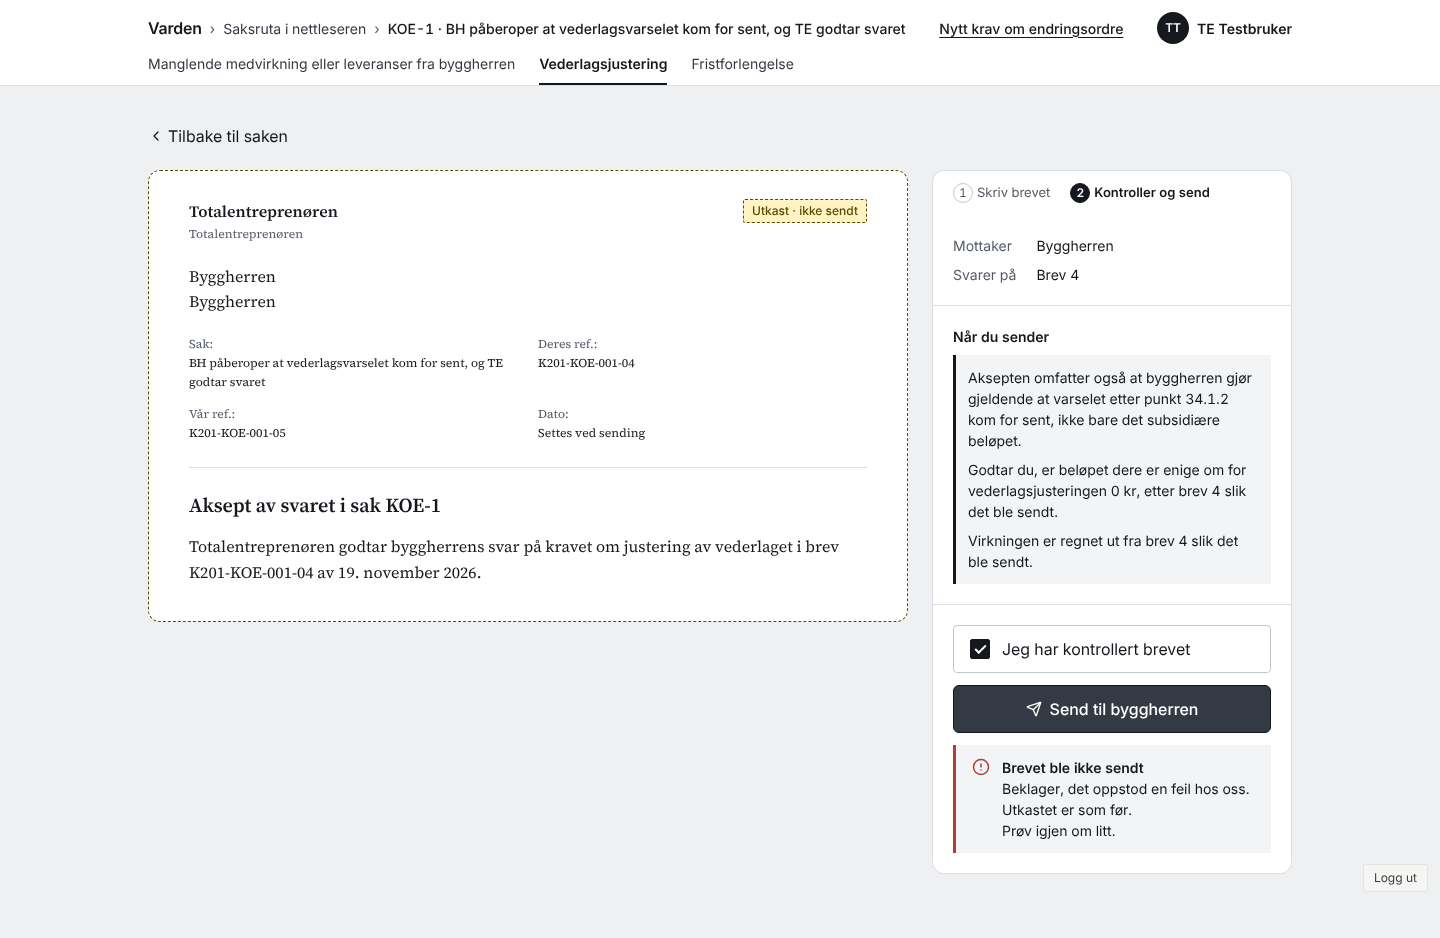 Varden › Saksruta i nettleseren › KOE-1 · BH påberoper at vederlagsvarselet kom for sent, og TE godtar svaret
Nytt krav om endringsordre
TT TE Testbruker
Manglende medvirkning eller leveranser fra byggherren
Vederlagsjustering
Fristforlengelse
Tilbake til saken
Totalentreprenøren
Utkast · ikke sendt
Totalentreprenøren
Byggherren
Byggherren
Sak:
BH påberoper at vederlagsvarselet kom for sent, og TE
godtar svaret
Deres ref.:
K201-KOE-001-04
Vår ref.:
K201-KOE-001-05
Dato:
Settes ved sending
Aksept av svaret i sak KOE-1
Totalentreprenøren godtar byggherrens svar på kravet om justering av vederlaget i brev
K201-KOE-001-04 av 19. november 2026.
1 Skriv brevet
2 Kontroller og send
Mottaker Byggherren
Svarer på Brev 4
Når du sender
Aksepten omfatter også at byggherren gjør
gjeldende at varselet etter punkt 34.1.2
kom for sent, ikke bare det subsidiære
beløpet.
Godtar du, er beløpet dere er enige om for
vederlagsjusteringen 0 kr, etter brev 4 slik
det ble sendt.
Virkningen er regnet ut fra brev 4 slik det
ble sendt.
Jeg har kontrollert brevet
Send til byggherren
Brevet ble ikke sendt
Beklager, det oppstod en feil hos oss.
Utkastet er som før.
Prøv igjen om litt.
Logg ut